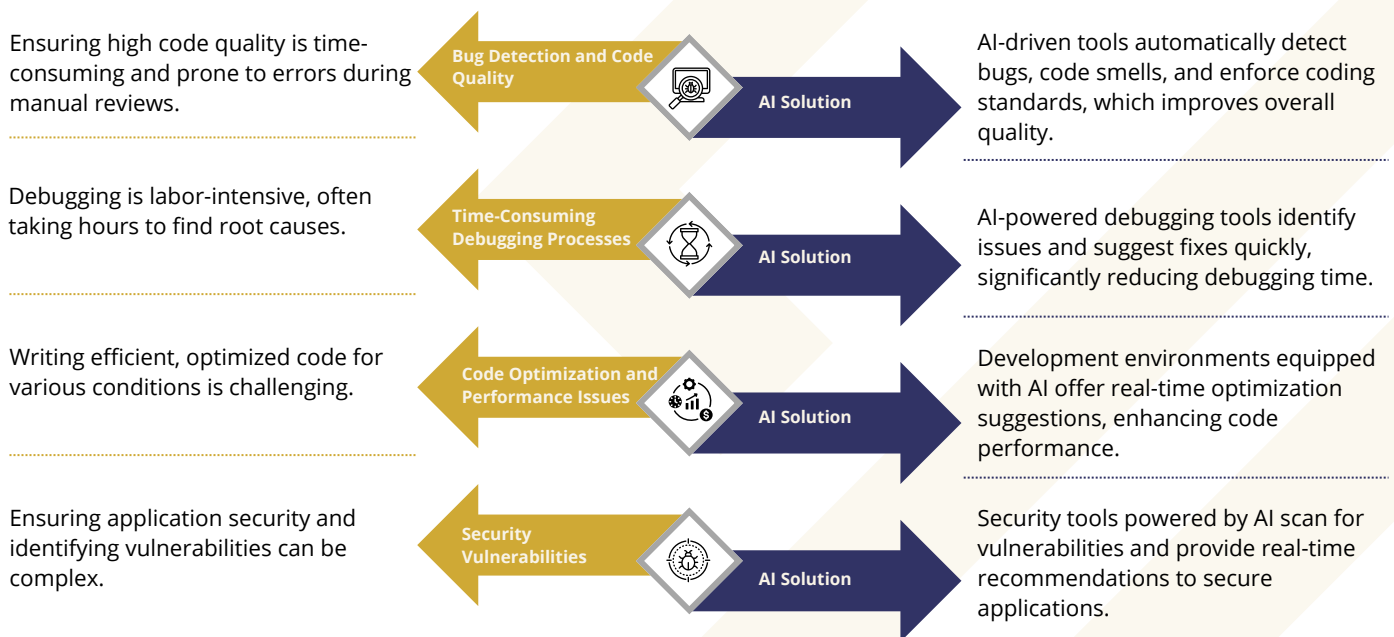 Ensuring high code quality is time-
consuming and prone to errors during
manual reviews.
Bug Detection and Code
Quality
AI Solution
AI-driven tools automatically detect
bugs, code smells, and enforce coding
standards, which improves overall
quality.
Debugging is labor-intensive, often
taking hours to find root causes.
Time-Consuming
Debugging Processes
AI Solution
AI-powered debugging tools identify
issues and suggest fixes quickly,
significantly reducing debugging time.
Writing efficient, optimized code for
various conditions is challenging.
Code Optimization and
Performance Issues
AI Solution
Development environments equipped
with AI offer real-time optimization
suggestions, enhancing code
performance.
Ensuring application security and
identifying vulnerabilities can be
complex.
Security
Vulnerabilities
AI Solution
Security tools powered by AI scan for
vulnerabilities and provide real-time
recommendations to secure
applications.